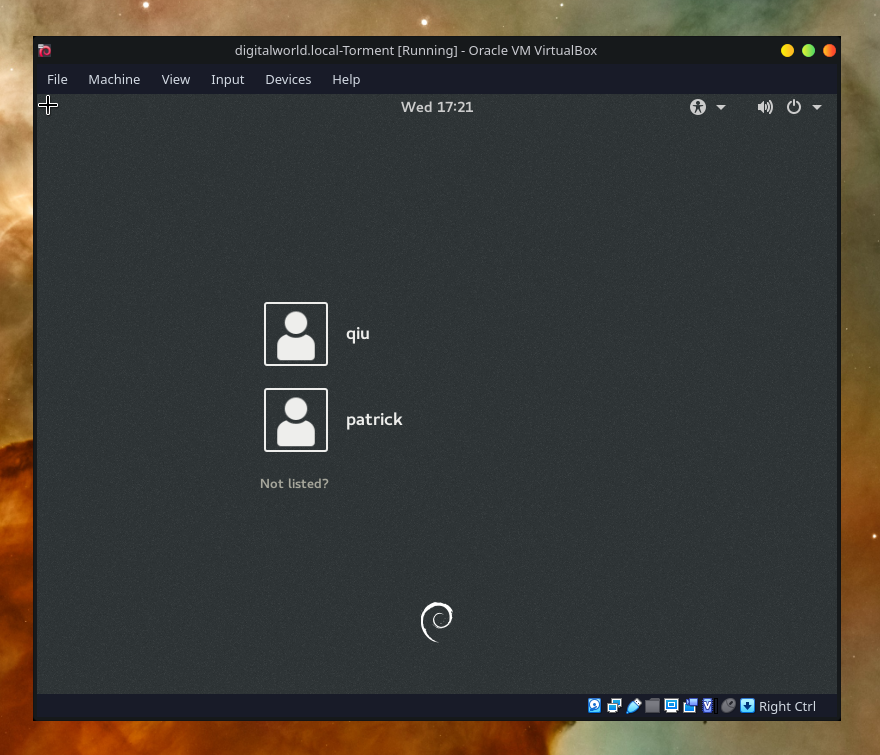 digitalworld.local-Torment [Running] - Oracle VM VirtualBox
File Machine View Input Devices Help
Wed 17:21
qiu
patrick
Not listed?
Right Ctrl